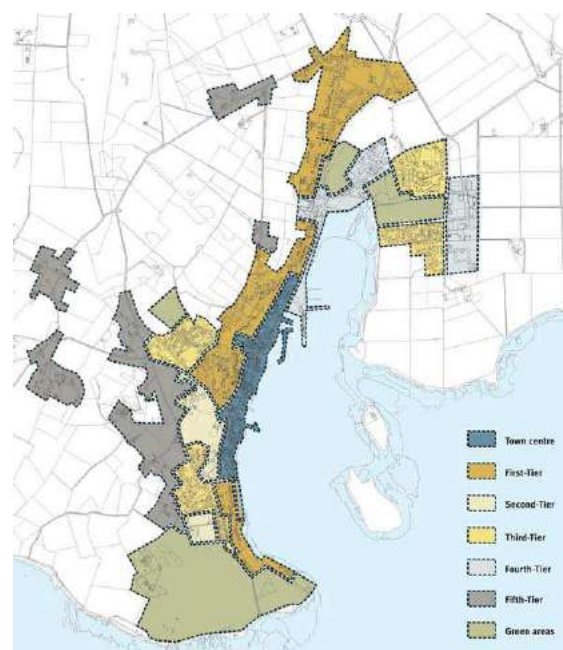 Town centre
First-Tier
Second-Tier
Third-Tier
Fourth-Tier
Fifth-Tier
Green areas